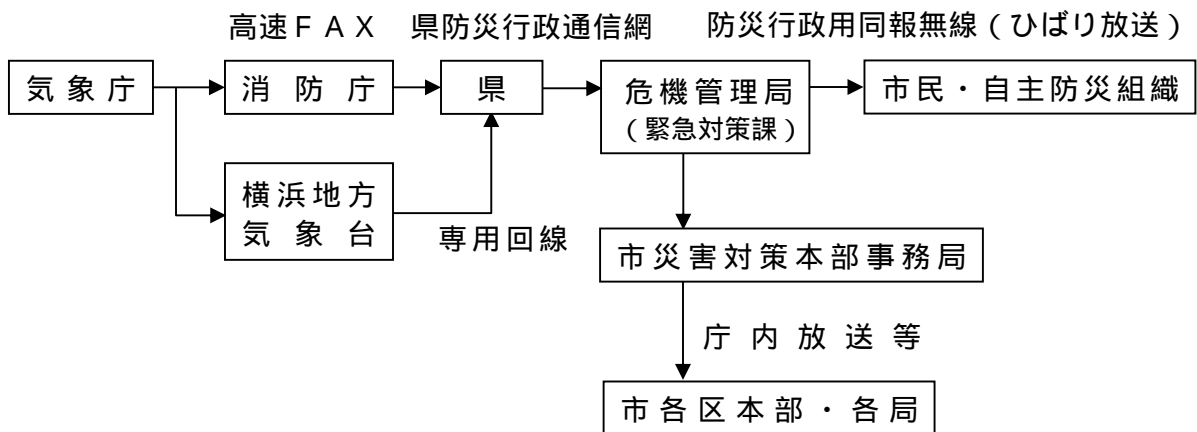 高速ＦＡＸ 県防災行政通信網 防災行政用同報無線（ひばり放送）
気象庁 消防庁 県 危機管理局 市民・自主防災組織
（緊急対策課）
横浜地方
気象台
専用回線
市災害対策本部事務局
庁内放送等
市各区本部・各局